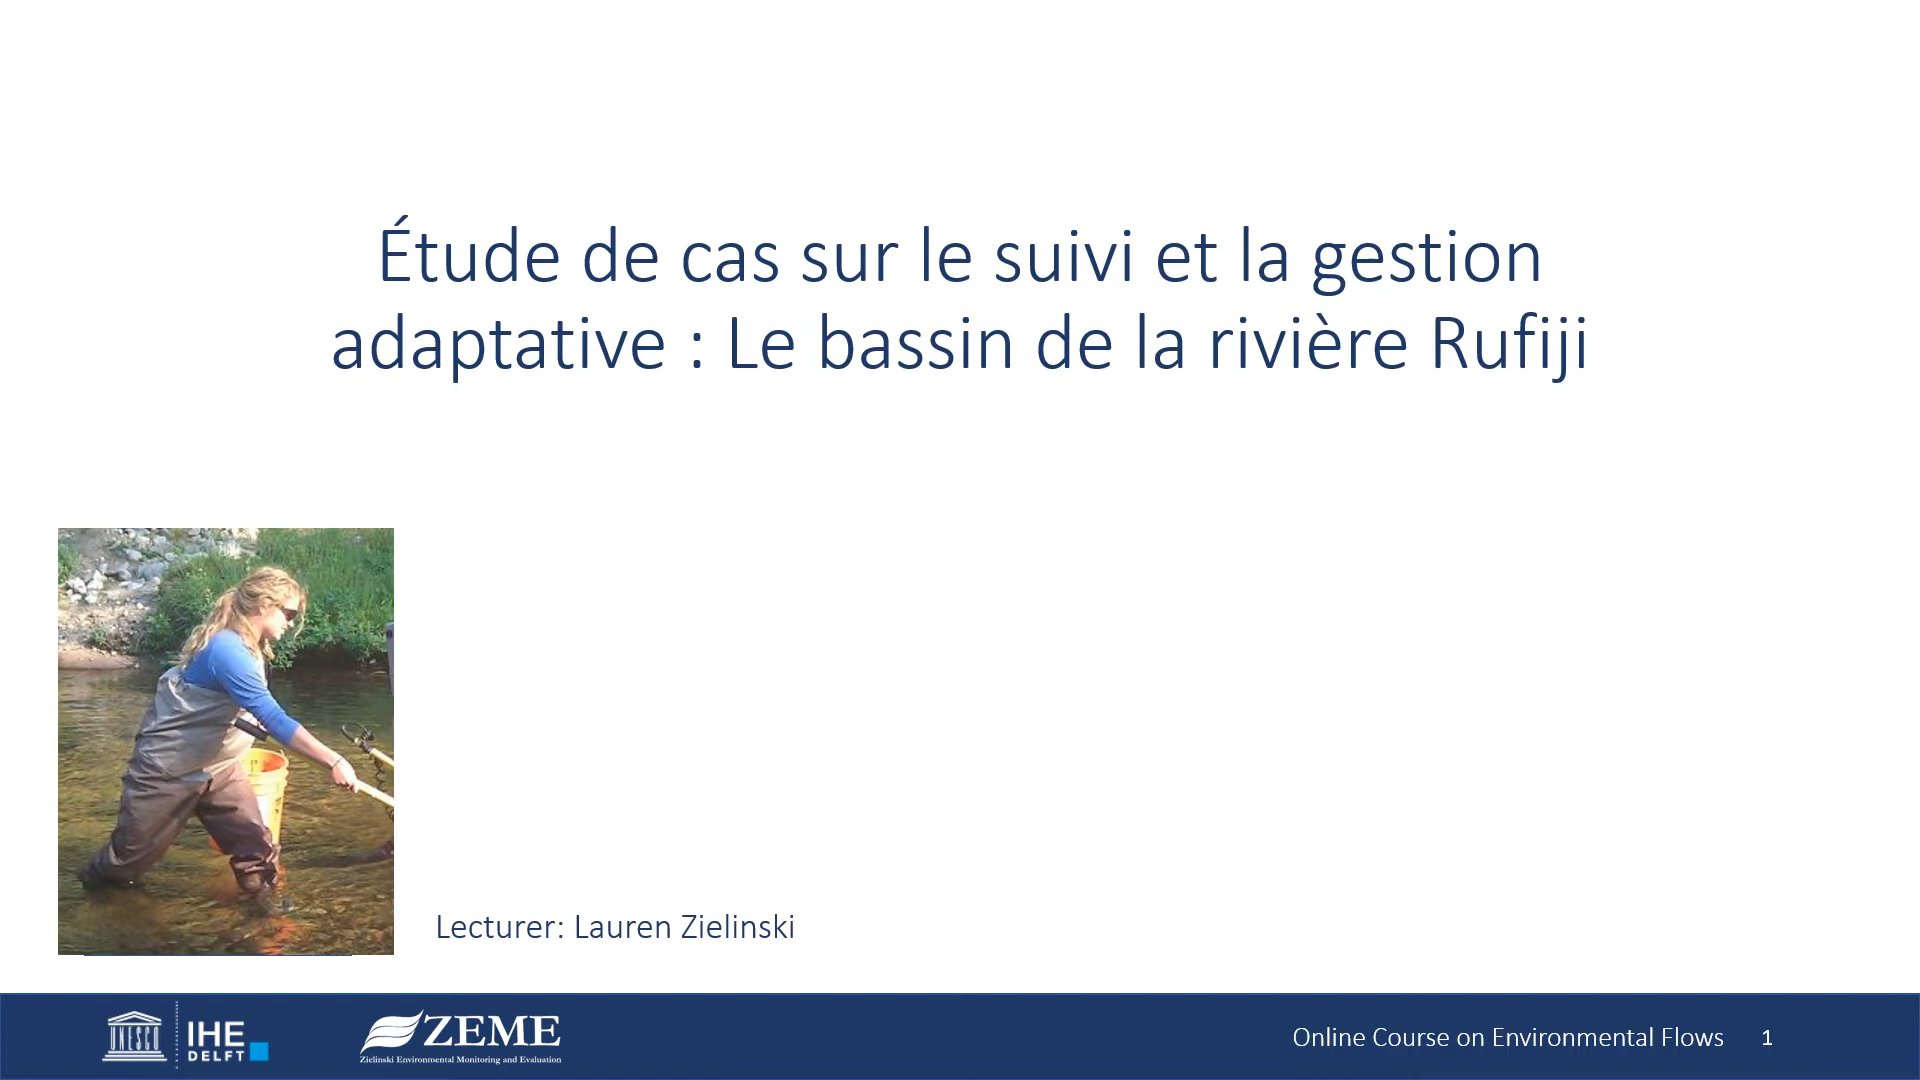 Étude de cas sur le suivi et la gestion
adaptative : Le bassin de la rivière Rufiji
Lecturer: Lauren Zielinski
UNESCO
IHE
DELFT
ZEME
Zielinski Environmental Monitoring and Evaluation
Online Course on Environmental Flows 1